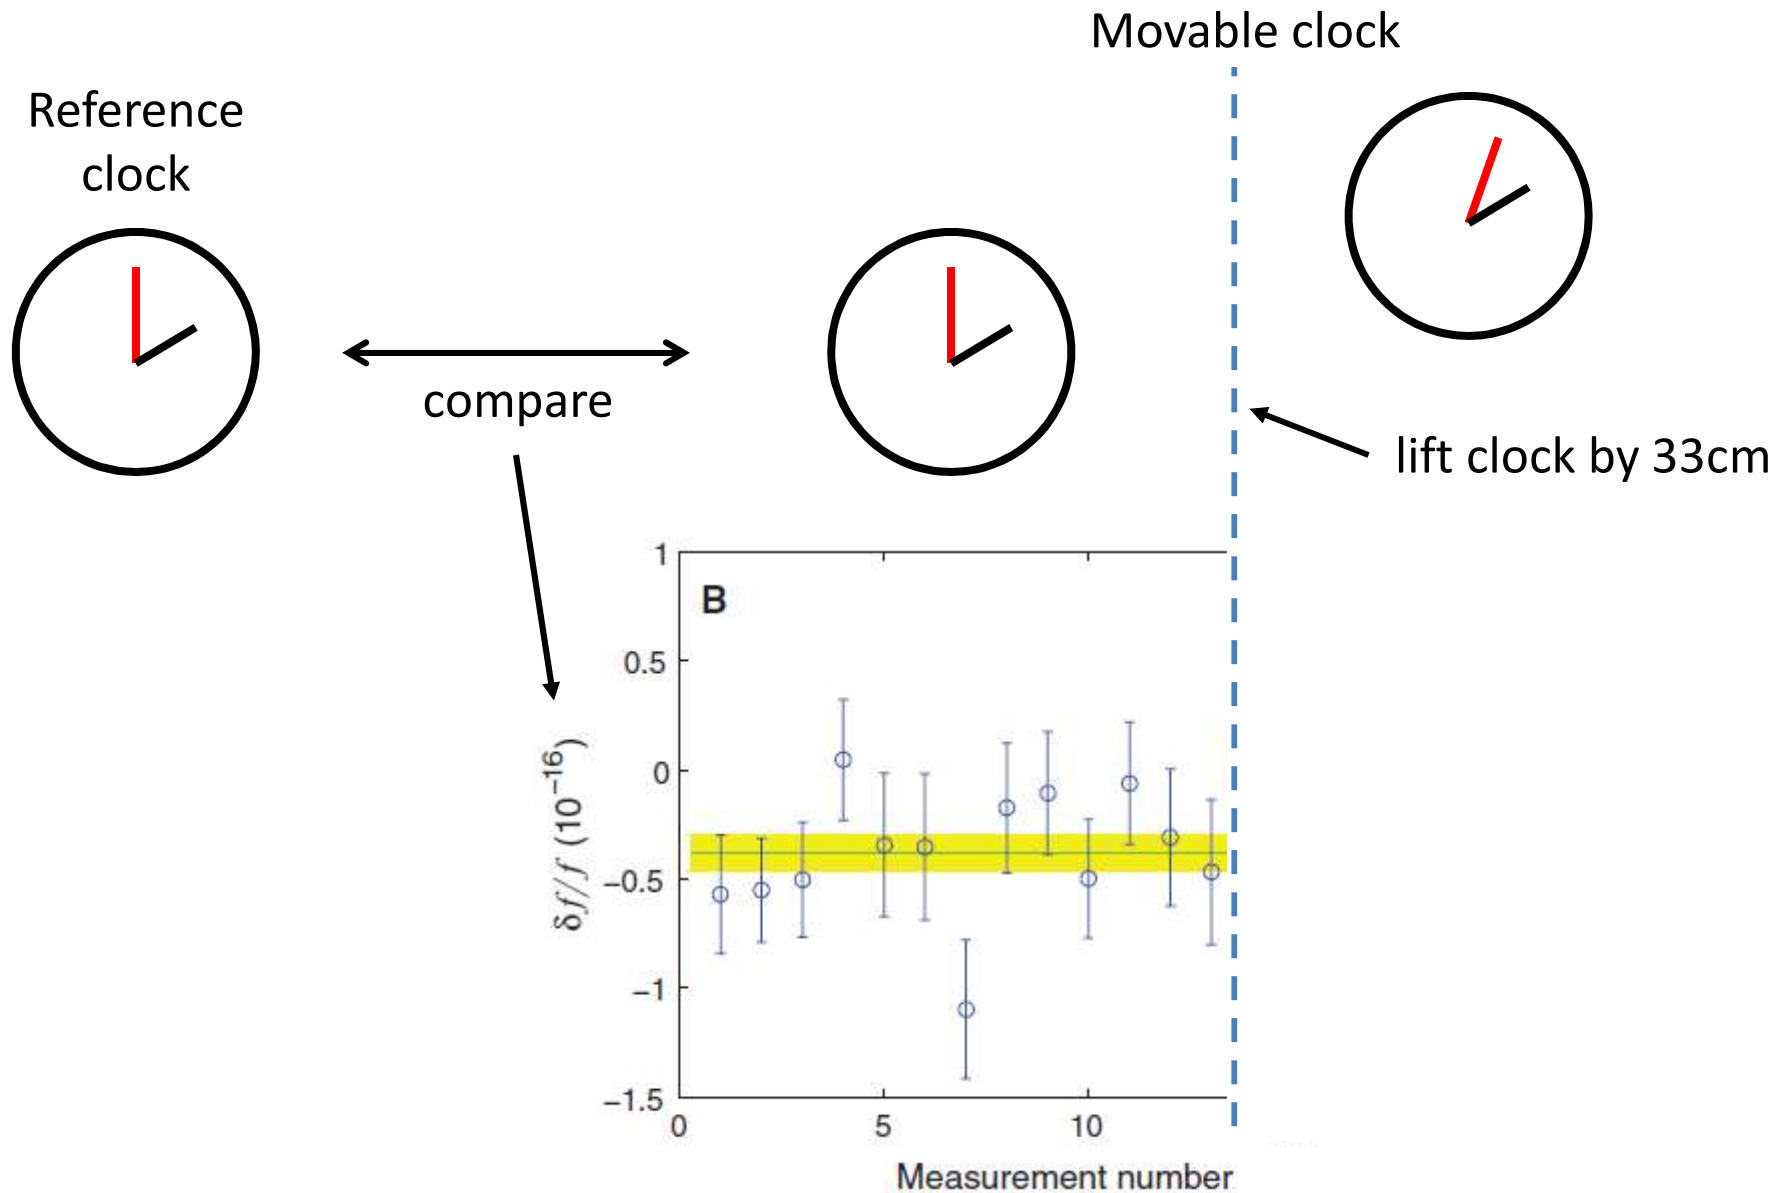 Movable clock
Reference
clock
compare
lift clock by 33cm
B
1
0.5
0
−0.5
−1
−1.5
δf/f (10⁻¹⁶)
0 5 10
Measurement number